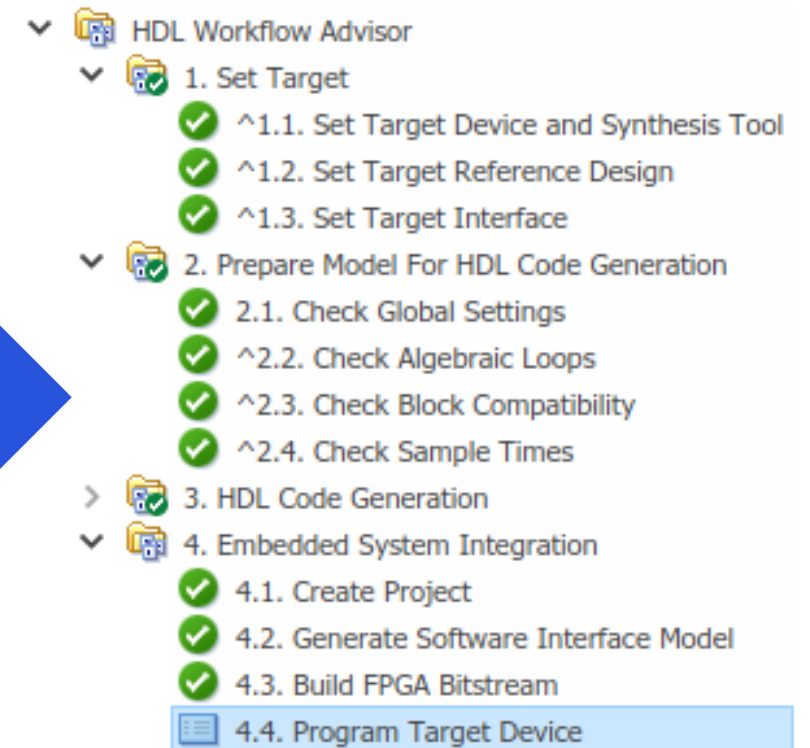 HDL Workflow Advisor
1. Set Target
^1.1. Set Target Device and Synthesis Tool
^1.2. Set Target Reference Design
^1.3. Set Target Interface
2. Prepare Model For HDL Code Generation
2.1. Check Global Settings
^2.2. Check Algebraic Loops
^2.3. Check Block Compatibility
^2.4. Check Sample Times
3. HDL Code Generation
4. Embedded System Integration
4.1. Create Project
4.2. Generate Software Interface Model
4.3. Build FPGA Bitstream
4.4. Program Target Device